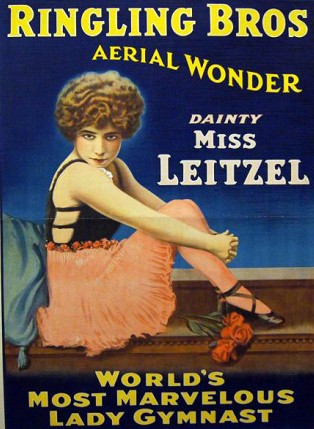 RINGLING BROS
AERIAL WONDER
DAINTY
MISS
LEITZEL
WORLD'S
MOST MARVELOUS
LADY GYMNAST